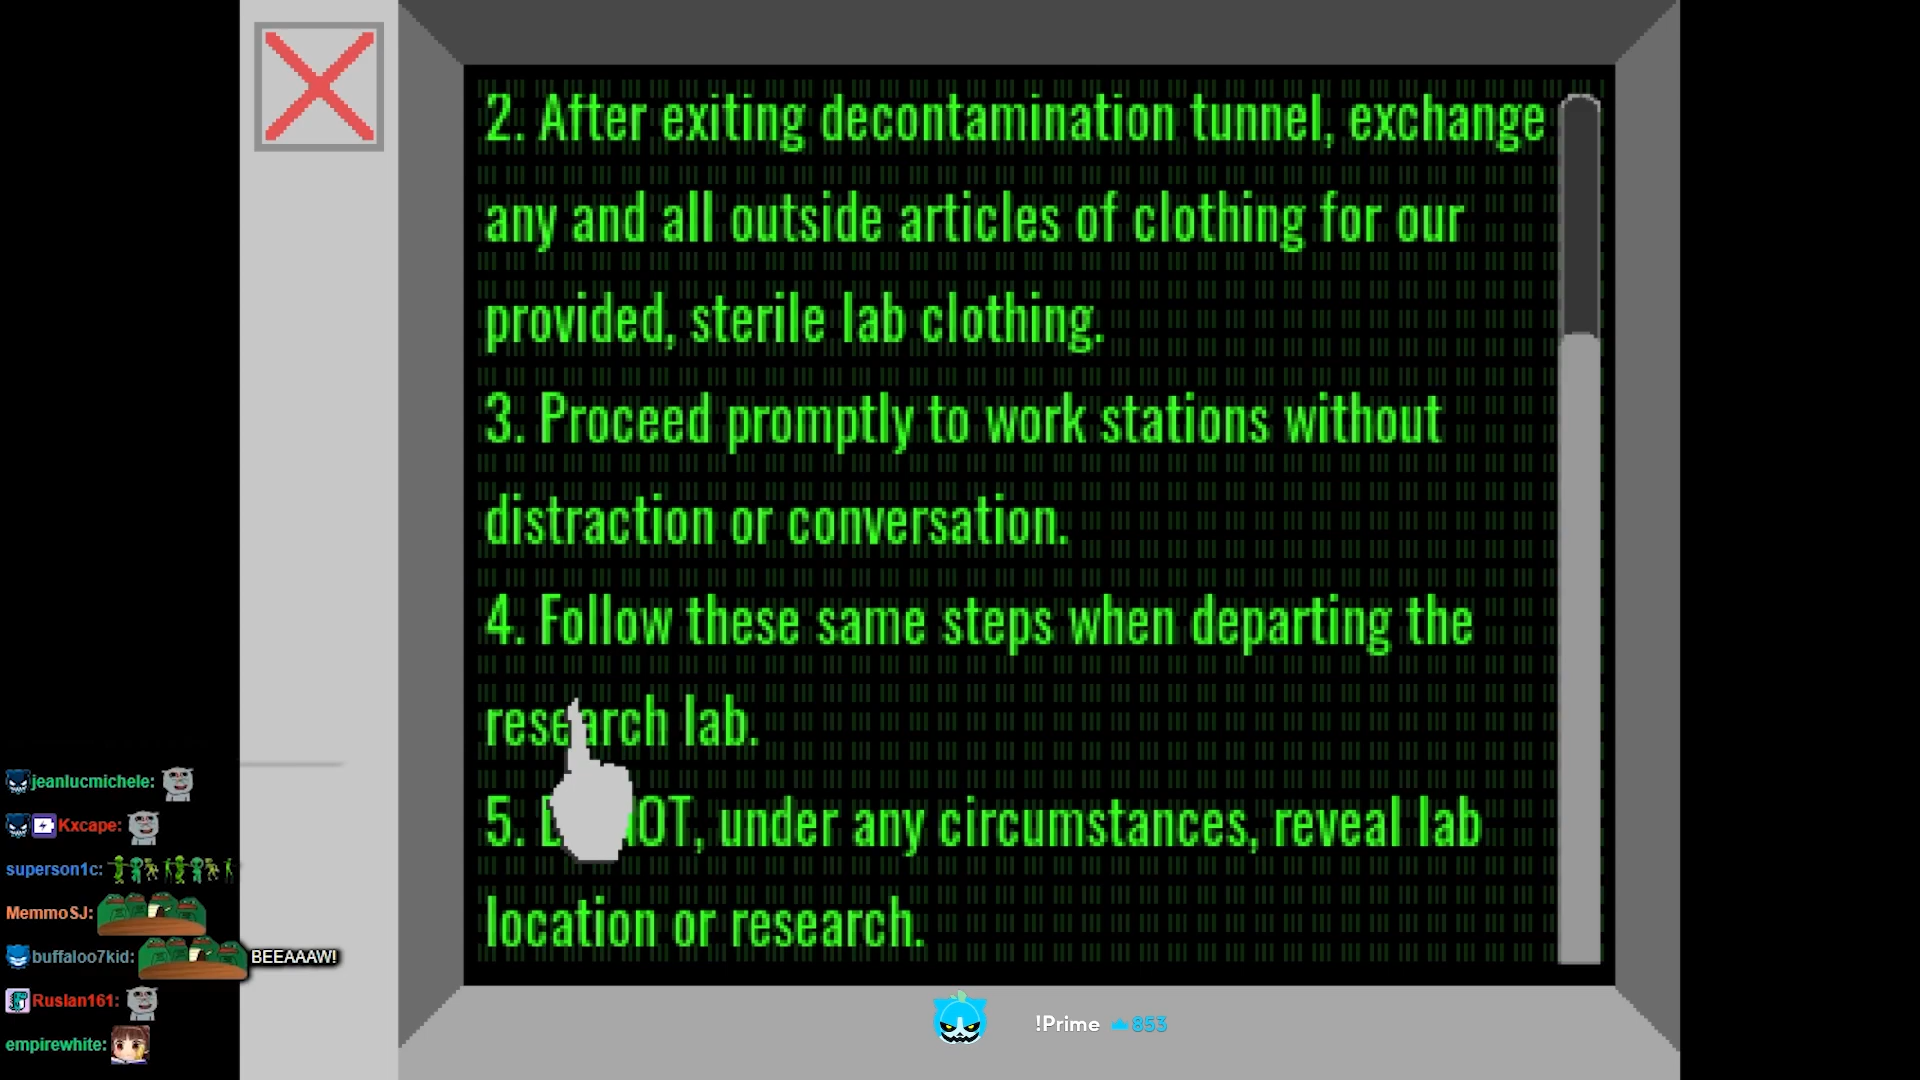 2. After exiting decontamination tunnel, exchange
any and all outside articles of clothing for our
provided, sterile lab clothing.
3. Proceed promptly to work stations without
distraction or conversation.
4. Follow these same steps when departing the
research lab.
5. NOT, under any circumstances, reveal lab
location or research.
jeanlucmichele:
Kxcape:
superson1c:
MemmoSJ:
buffaloo7kid: BEEAAAW!
Ruslan161:
empirewhite:
!Prime 853